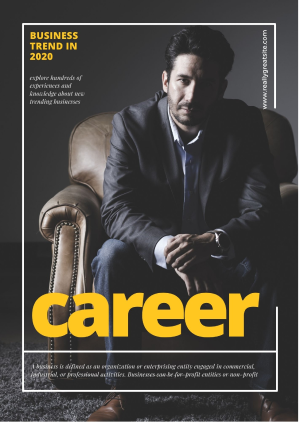 BUSINESS
TREND IN
2020
explore hundreds of
experiences and
knowledge about new
trending businesses
www.reallygreatsite.com
career
A business is defined as an organization or enterprising entity engaged in commercial,
industrial, or professional activities. Businesses can be for-profit entities or non-profit